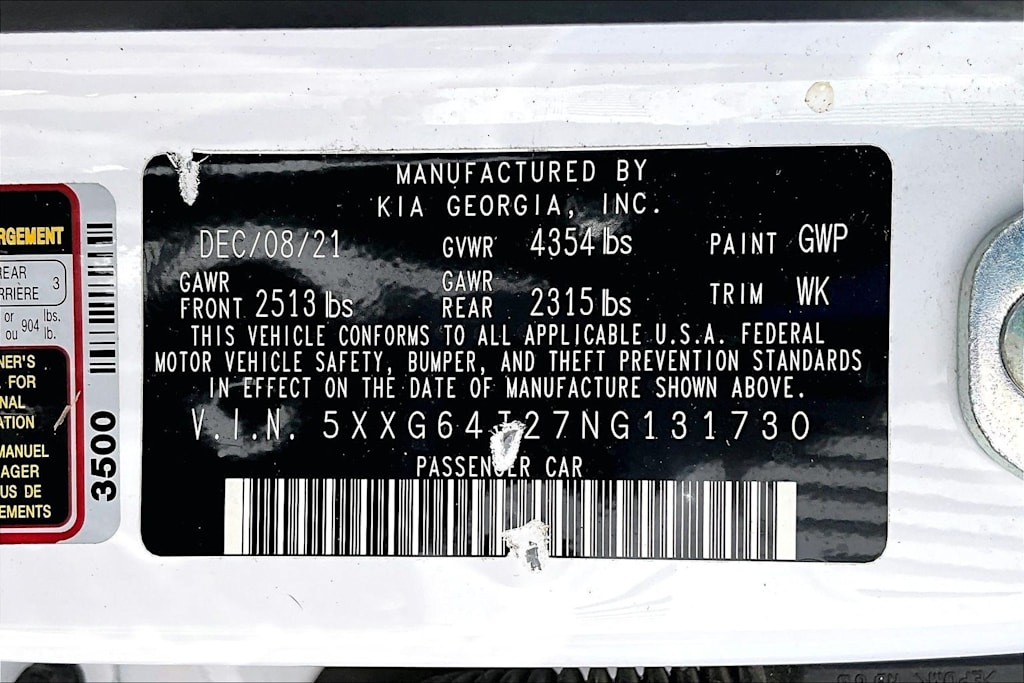 MANUFACTURED BY
KIA GEORGIA, INC.
DEC/08/21 GVWR 4354 lbs PAINT GWP
GAWR FRONT 2513 lbs GAWR REAR 2315 lbs TRIM WK
THIS VEHICLE CONFORMS TO ALL APPLICABLE U.S.A. FEDERAL
MOTOR VEHICLE SAFETY, BUMPER, AND THEFT PREVENTION STANDARDS
IN EFFECT ON THE DATE OF MANUFACTURE SHOWN ABOVE.
V.I.N. 5XXG64J27NG131730
PASSENGER CAR
RGEMENT
EAR
RRIÈRE 3
or lbs.
ou 904 lb.
NER'S
FOR
NAL
ATION
MANUEL
AGER
US DE
EMENTS
3500